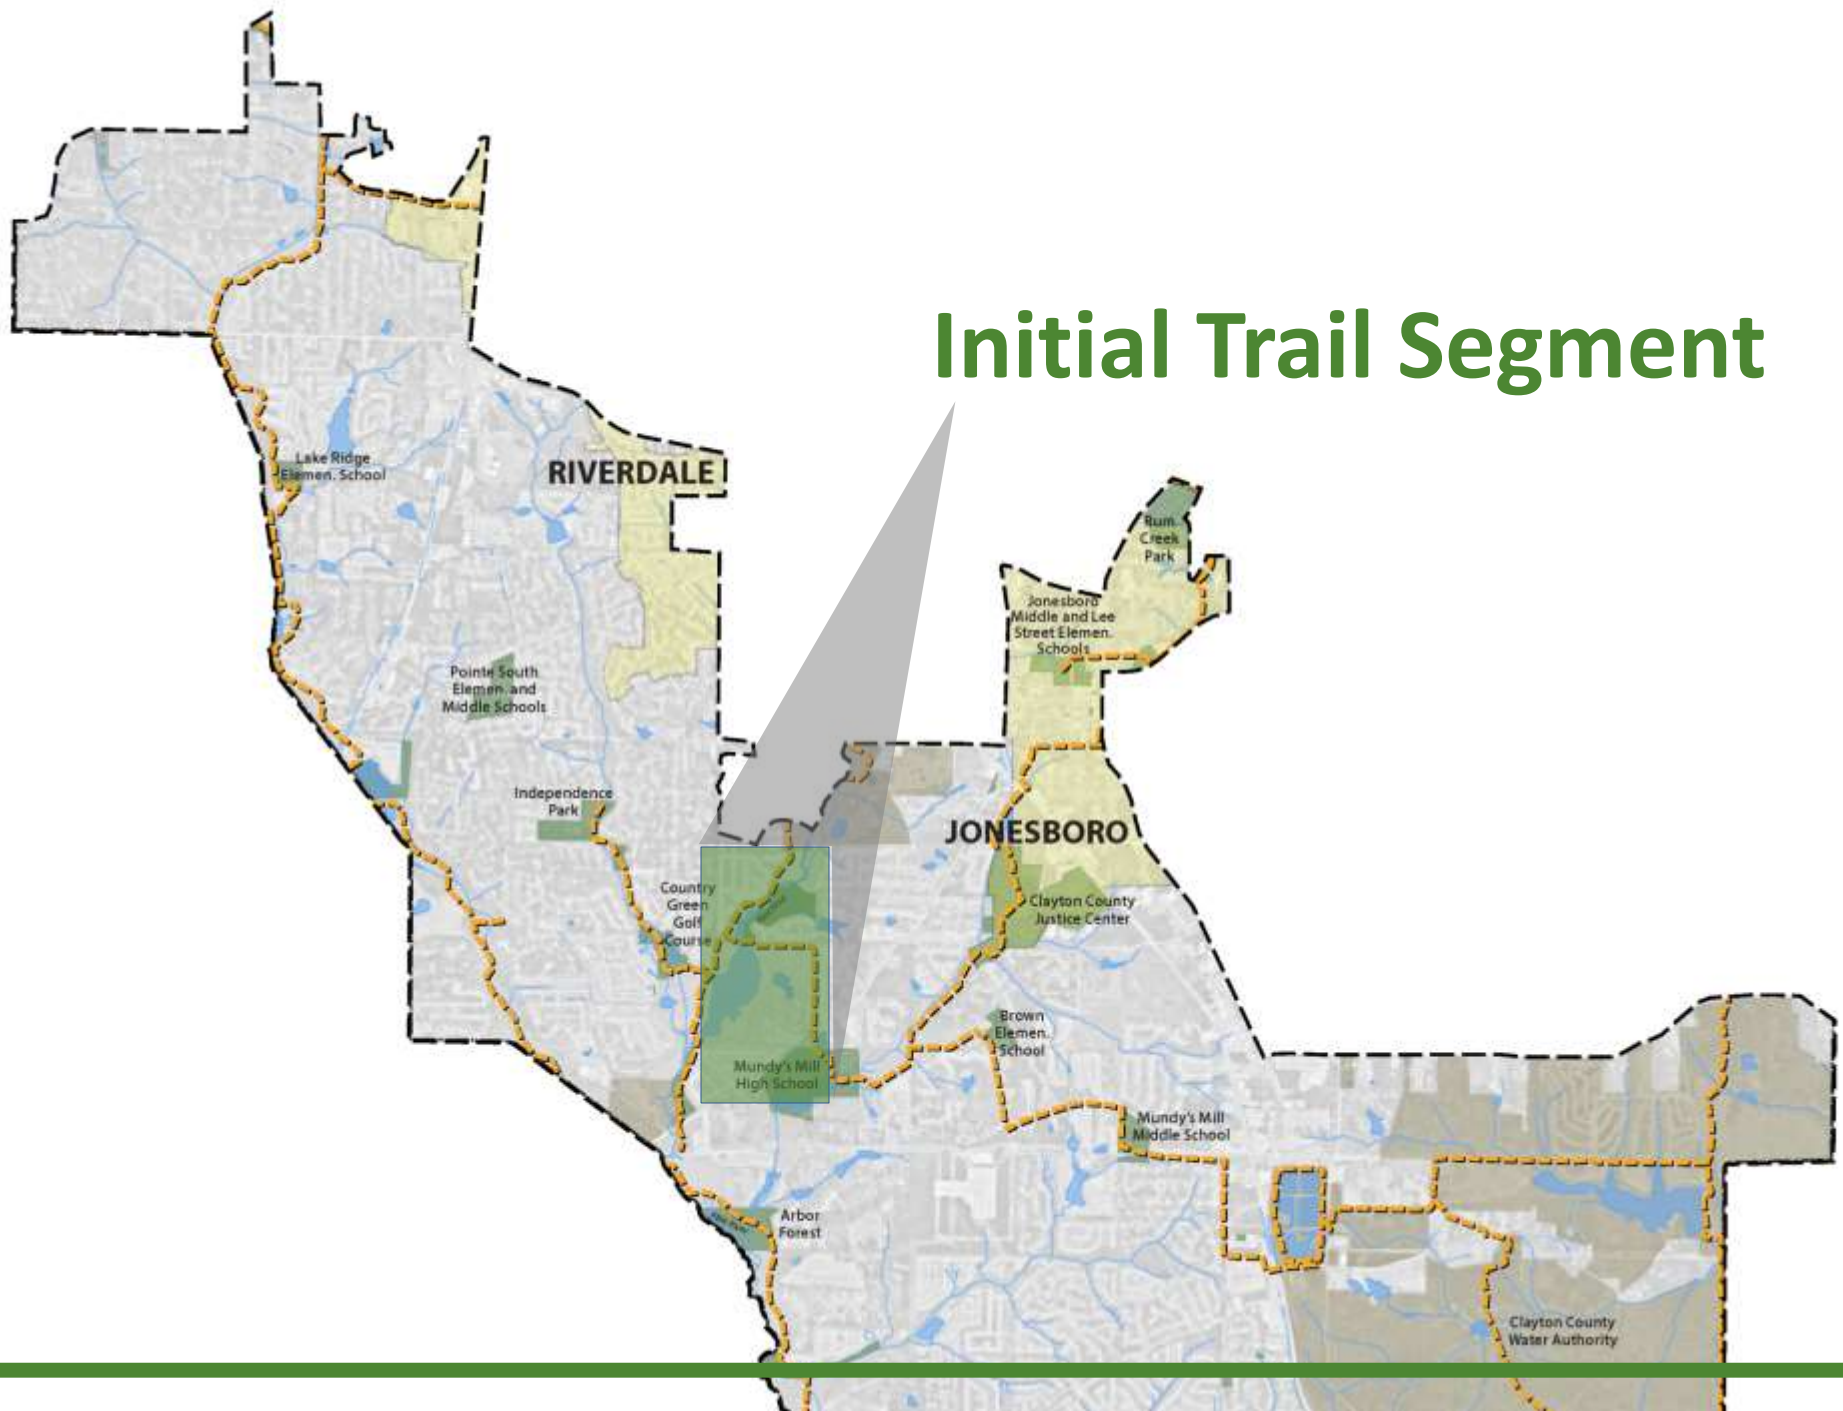 Initial Trail Segment
Lake Ridge
Elemen. School
RIVERDALE
Rum
Creek
Park
Jonesboro
Middle and Lee
Street Elemen.
Schools
Pointe South
Elemen. and
Middle Schools
Independence
Park
JONESBORO
Country
Green
Golf
Course
Clayton County
Justice Center
Brown
Elemen.
School
Mundy's Mill
High School
Mundy's Mill
Middle School
Arbor
Forest
Clayton County
Water Authority